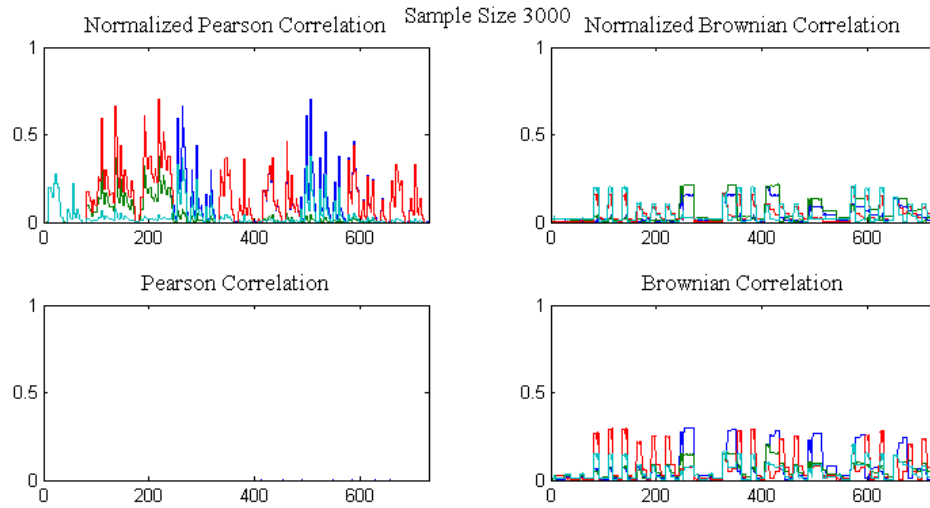 Sample Size 3000
Normalized Pearson Correlation
Normalized Brownian Correlation
1
0.5
0
0 200 400 600
1
0.5
0
0 200 400 600
Pearson Correlation
Brownian Correlation
1
0.5
0
0 200 400 600
1
0.5
0
0 200 400 600